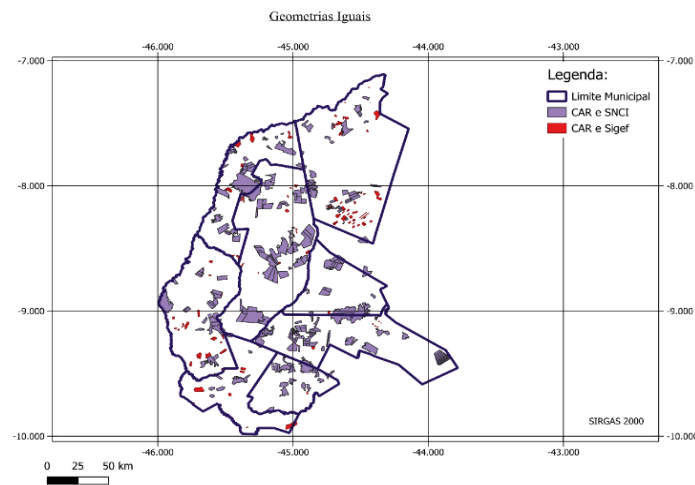 Geometrias Iguais
-46.000 -45.000 -44.000 -43.000
-7.000 -7.000
Legenda:
Limite Municipal
CAR e SNCI
CAR e Sigef
-8.000 -8.000
-9.000 -9.000
SIRGAS 2000
-10.000 -10.000
-46.000 -45.000 -44.000 -43.000
0 25 50 km